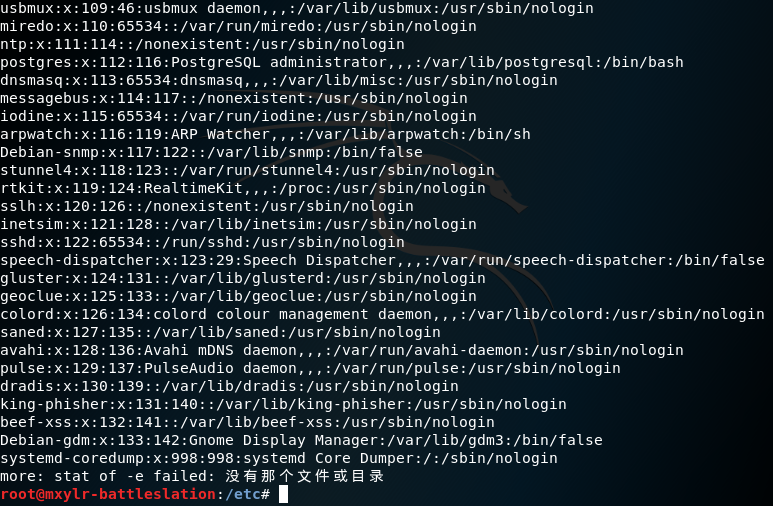 usbmux:x:109:46:usbmux daemon,,,:/var/lib/usbmux:/usr/sbin/nologin
miredo:x:110:65534::/var/run/miredo:/usr/sbin/nologin
ntp:x:111:114::/nonexistent:/usr/sbin/nologin
postgres:x:112:116:PostgreSQL administrator,,,:/var/lib/postgresql:/bin/bash
dnsmasq:x:113:65534:dnsmasq,,,:/var/lib/misc:/usr/sbin/nologin
messagebus:x:114:117::/nonexistent:/usr/sbin/nologin
iodine:x:115:65534::/var/run/iodine:/usr/sbin/nologin
arpwatch:x:116:119:ARP Watcher,,,:/var/lib/arpwatch:/bin/sh
Debian-snmp:x:117:122::/var/lib/snmp:/bin/false
stunnel4:x:118:123::/var/run/stunnel4:/usr/sbin/nologin
rtkit:x:119:124:RealtimeKit,,,:/proc:/usr/sbin/nologin
sslh:x:120:126::/nonexistent:/usr/sbin/nologin
inetsim:x:121:128::/var/lib/inetsim:/usr/sbin/nologin
sshd:x:122:65534::/run/sshd:/usr/sbin/nologin
speech-dispatcher:x:123:29:Speech Dispatcher,,,:/var/run/speech-dispatcher:/bin/false
gluster:x:124:131::/var/lib/glusterd:/usr/sbin/nologin
geoclue:x:125:133::/var/lib/geoclue:/usr/sbin/nologin
colord:x:126:134:colord colour management daemon,,,:/var/lib/colord:/usr/sbin/nologin
saned:x:127:135::/var/lib/saned:/usr/sbin/nologin
avahi:x:128:136:Avahi mDNS daemon,,,:/var/run/avahi-daemon:/usr/sbin/nologin
pulse:x:129:137:PulseAudio daemon,,,:/var/run/pulse:/usr/sbin/nologin
dradis:x:130:139::/var/lib/dradis:/usr/sbin/nologin
king-phisher:x:131:140::/var/lib/king-phisher:/usr/sbin/nologin
beef-xss:x:132:141::/var/lib/beef-xss:/usr/sbin/nologin
Debian-gdm:x:133:142:Gnome Display Manager:/var/lib/gdm3:/bin/false
systemd-coredump:x:998:998:systemd Core Dumper:/:/sbin/nologin
more: stat of -e failed: 没有那个文件或目录
root@mxylr-battleslation:/etc#